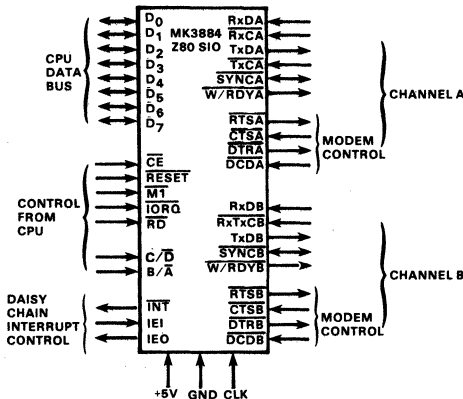 MK3884
Z80 SIO
CPU
DATA
BUS
D0
D1
D2
D3
D4
D5
D6
D7
CONTROL
FROM
CPU
CE
RESET
M1
IORQ
RD
C/D
B/A
DAISY
CHAIN
INTERRUPT
CONTROL
INT
IEI
IEO
RxDA
RxCA
TxDA
TxCA
SYNCA
W/RDYA
RTSA
CTSA
DTRA
DCDA
MODEM
CONTROL
CHANNEL A
RxDB
RxTxCB
TxDB
SYNCB
W/RDYB
RTSB
CTSB
DTRB
DCDB
MODEM
CONTROL
CHANNEL B
+5V GND CLK